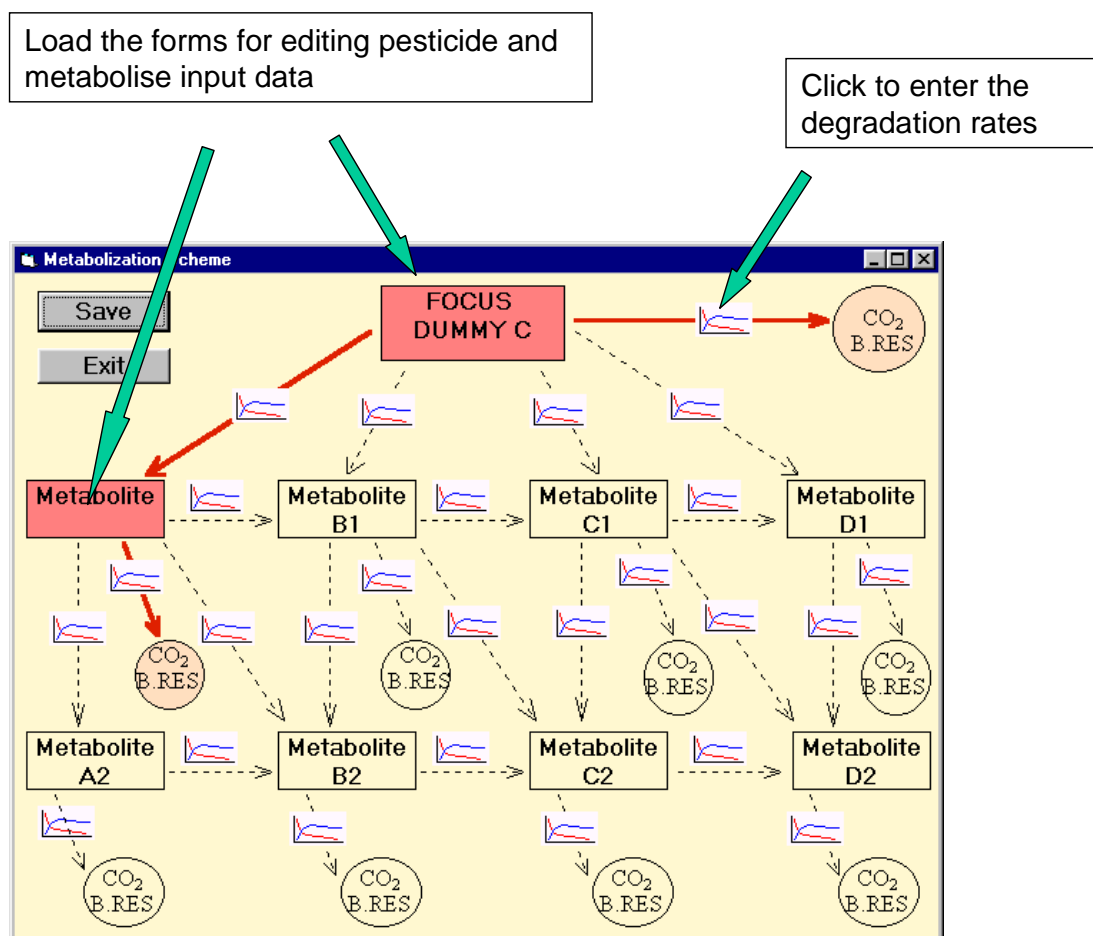 Load the forms for editing pesticide and
metabolise input data
Click to enter the
degradation rates
Metabolization cheme
Save
Exit
FOCUS
DUMMY C
CO₂
B.RES
Metabolite
Metabolite
B1
Metabolite
C1
Metabolite
D1
CO₂
B.RES
CO₂
B.RES
CO₂
B.RES
CO₂
B.RES
Metabolite
A2
Metabolite
B2
Metabolite
C2
Metabolite
D2
CO₂
B.RES
CO₂
B.RES
CO₂
B.RES
CO₂
B.RES